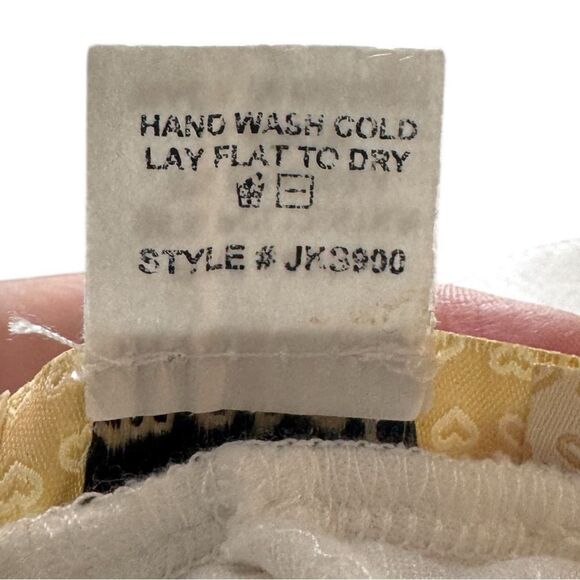 HAND WASH COLD
LAY FLAT TO DRY
STYLE # JKS900